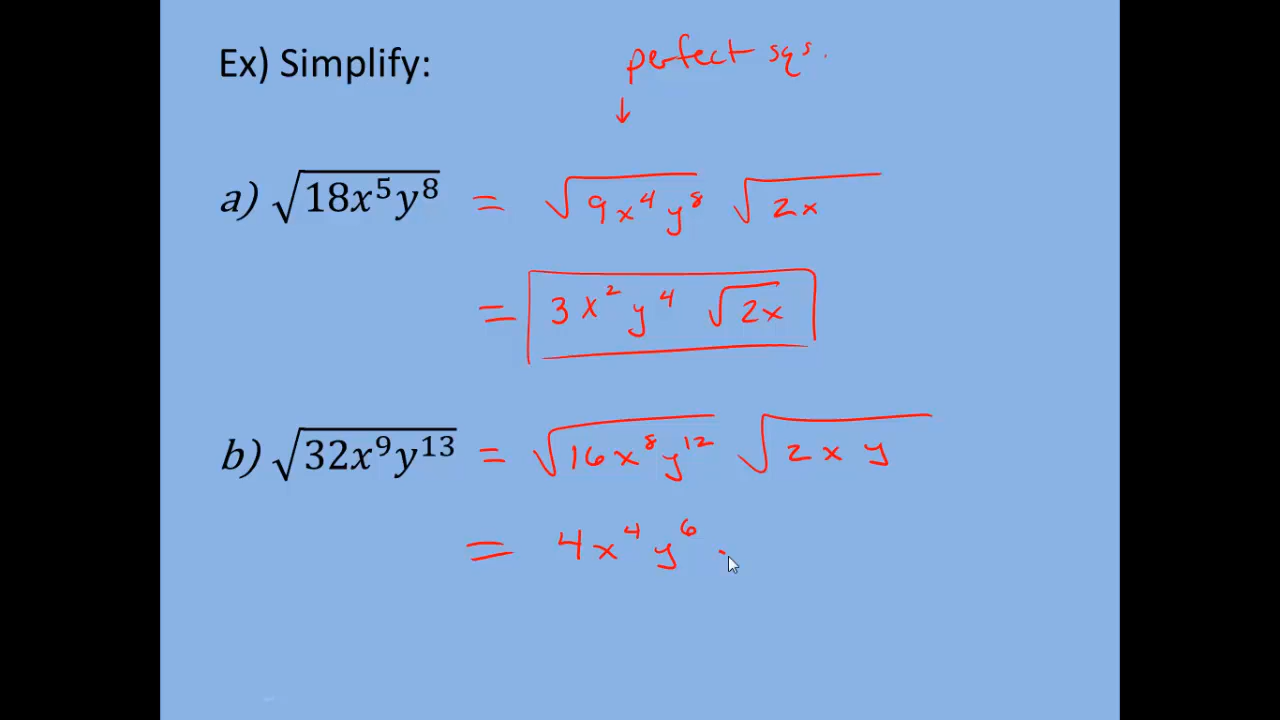 Ex) Simplify:
perfect sqs.
↓
a) √18x⁵y⁸ = √9x⁴y⁸ √2x
= 3x²y⁴ √2x
b) √32x⁹y¹³ = √16x⁸y¹² √2xy
= 4x⁴y⁶